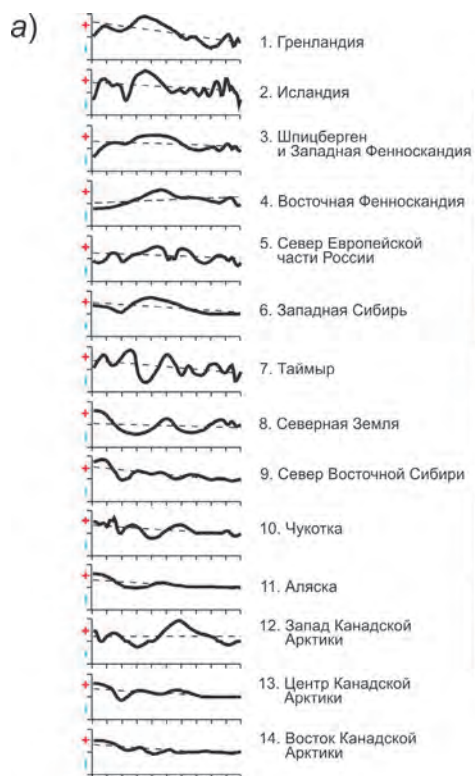 а)
1. Гренландия
2. Исландия
3. Шпицберген
и Западная Фенноскандия
4. Восточная Фенноскандия
5. Север Европейской
части России
6. Западная Сибирь
7. Таймыр
8. Северная Земля
9. Север Восточной Сибири
10. Чукотка
11. Аляска
12. Запад Канадской
Арктики
13. Центр Канадской
Арктики
14. Восток Канадской
Арктики